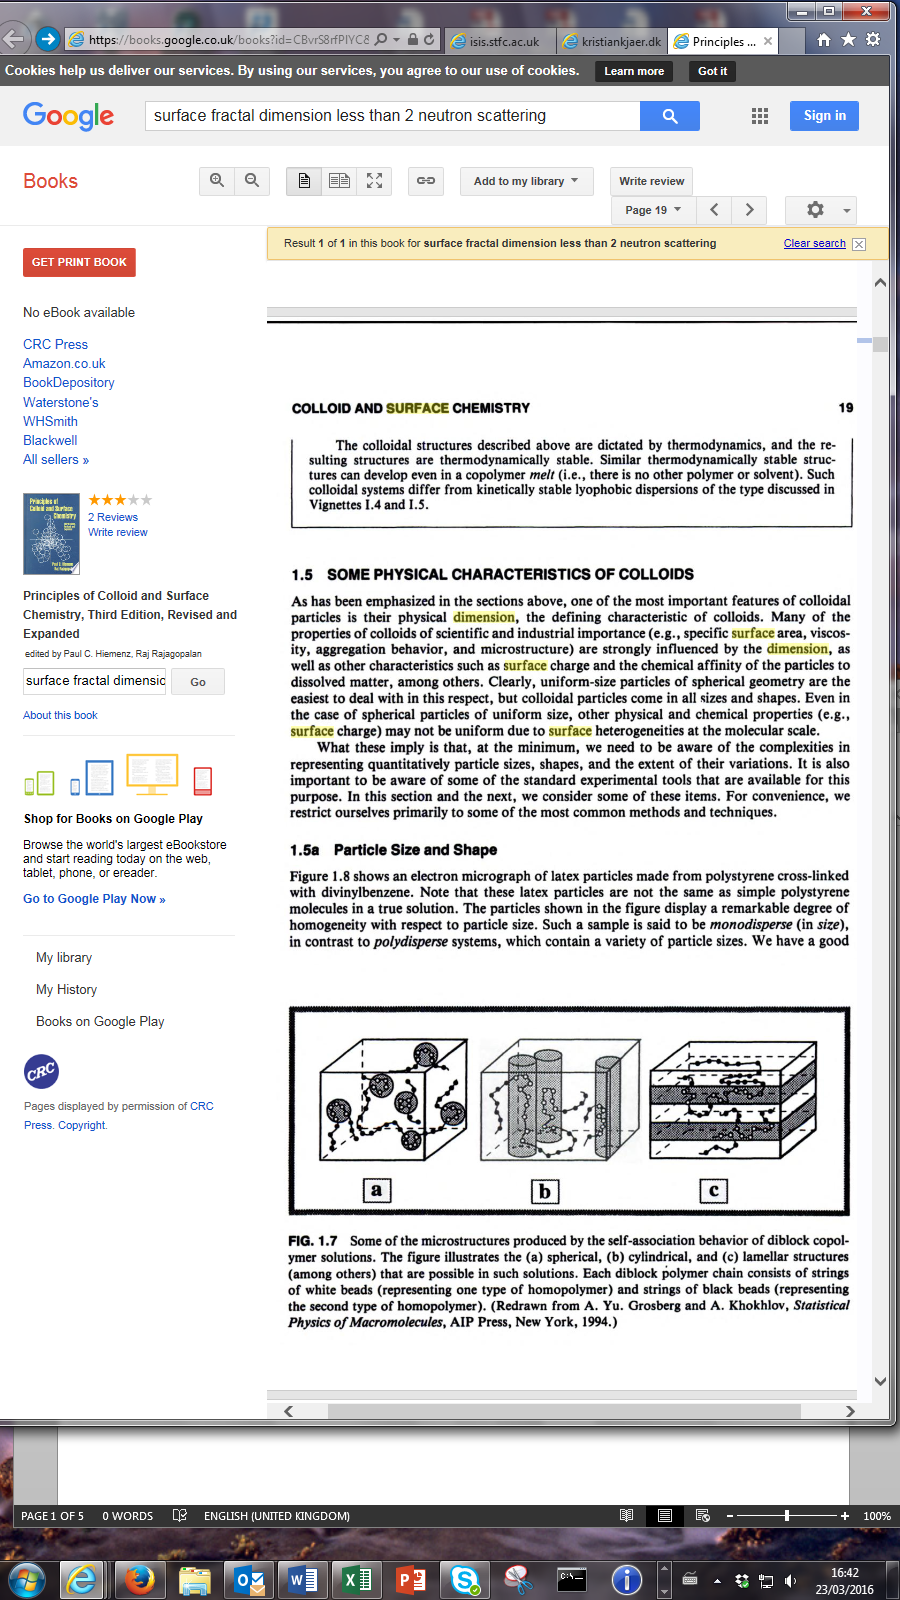 https://books.google.co.uk/books?id=CBvrS8rfPIYC&
isis.stfc.ac.uk
kristiankjaer.dk
Principles ...
Cookies help us deliver our services. By using our services, you agree to our use of cookies.
Learn more
Got it
Google
surface fractal dimension less than 2 neutron scattering
Sign in
Books
Add to my library
Write review
Page 19
Result 1 of 1 in this book for surface fractal dimension less than 2 neutron scattering
Clear search
GET PRINT BOOK
No eBook available
CRC Press
Amazon.co.uk
BookDepository
Waterstone's
WHSmith
Blackwell
All sellers »
Principles of
Colloid and Surface
Chemistry
2 Reviews
Write review
Principles of Colloid and Surface
Chemistry, Third Edition, Revised and
Expanded
edited by Paul C. Hiemenz, Raj Rajagopalan
surface fractal dimensio
Go
About this book
Shop for Books on Google Play
Browse the world's largest eBookstore
and start reading today on the web,
tablet, phone, or ereader.
Go to Google Play Now »
My library
My History
Books on Google Play
CRC
Pages displayed by permission of CRC
Press. Copyright.
COLLOID AND SURFACE CHEMISTRY 19
The colloidal structures described above are dictated by thermodynamics, and the re-
sulting structures are thermodynamically stable. Similar thermodynamically stable struc-
tures can develop even in a copolymer melt (i.e., there is no other polymer or solvent). Such
colloidal systems differ from kinetically stable lyophobic dispersions of the type discussed in
Vignettes I.4 and I.5.
1.5 SOME PHYSICAL CHARACTERISTICS OF COLLOIDS
As has been emphasized in the sections above, one of the most important features of colloidal
particles is their physical dimension, the defining characteristic of colloids. Many of the
properties of colloids of scientific and industrial importance (e.g., specific surface area, viscos-
ity, aggregation behavior, and microstructure) are strongly influenced by the dimension, as
well as other characteristics such as surface charge and the chemical affinity of the particles to
dissolved matter, among others. Clearly, uniform-size particles of spherical geometry are the
easiest to deal with in this respect, but colloidal particles come in all sizes and shapes. Even in
the case of spherical particles of uniform size, other physical and chemical properties (e.g.,
surface charge) may not be uniform due to surface heterogeneities at the molecular scale.
What these imply is that, at the minimum, we need to be aware of the complexities in
representing quantitatively particle sizes, shapes, and the extent of their variations. It is also
important to be aware of some of the standard experimental tools that are available for this
purpose. In this section and the next, we consider some of these items. For convenience, we
restrict ourselves primarily to some of the most common methods and techniques.
1.5a Particle Size and Shape
Figure 1.8 shows an electron micrograph of latex particles made from polystyrene cross-linked
with divinylbenzene. Note that these latex particles are not the same as simple polystyrene
molecules in a true solution. The particles shown in the figure display a remarkable degree of
homogeneity with respect to particle size. Such a sample is said to be monodisperse (in size),
in contrast to polydisperse systems, which contain a variety of particle sizes. We have a good
a
b
c
FIG. 1.7 Some of the microstructures produced by the self-association behavior of diblock copol-
ymer solutions. The figure illustrates the (a) spherical, (b) cylindrical, and (c) lamellar structures
(among others) that are possible in such solutions. Each diblock polymer chain consists of strings
of white beads (representing one type of homopolymer) and strings of black beads (representing
the second type of homopolymer). (Redrawn from A. Yu. Grosberg and A. Khokhlov, Statistical
Physics of Macromolecules, AIP Press, New York, 1994.)
PAGE 1 OF 5
0 WORDS
ENGLISH (UNITED KINGDOM)
100%
16:42
23/03/2016